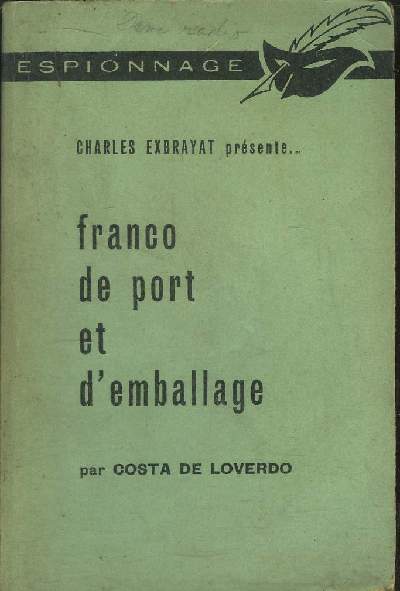 ESPIONNAGE
CHARLES EXBRAYAT présente...
franco
de port
et
d'emballage
par COSTA DE LOVERDO